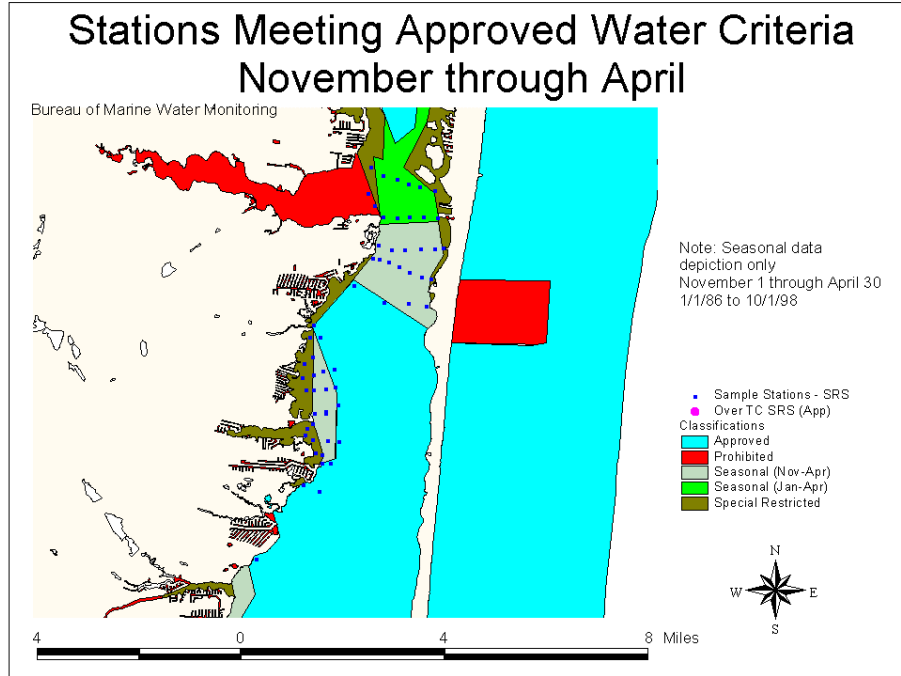 Stations Meeting Approved Water Criteria
November through April
Bureau of Marine Water Monitoring
Note: Seasonal data
depiction only
November 1 through April 30
1/1/86 to 10/1/98
Sample Stations - SRS
Over TC SRS (App)
Classifications
Approved
Prohibited
Seasonal (Nov-Apr)
Seasonal (Jan-Apr)
Special Restricted
N
W E
S
4 0 4 8 Miles